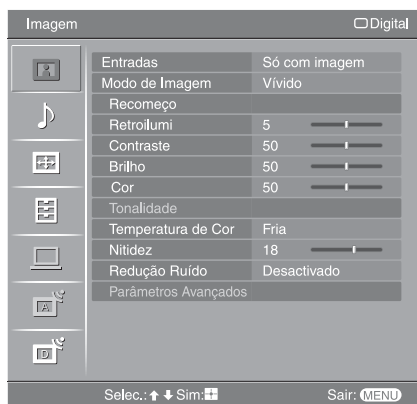 Imagem Digital
Entradas Só com imagem
Modo de Imagem Vívido
Recomeço
Retroilumi 5
Contraste 50
Brilho 50
Cor 50
Tonalidade
Temperatura de Cor Fria
Nitidez 18
Redução Ruído Desactivado
Parâmetros Avançados
A
D
Selec.: Sim: Sair: MENU